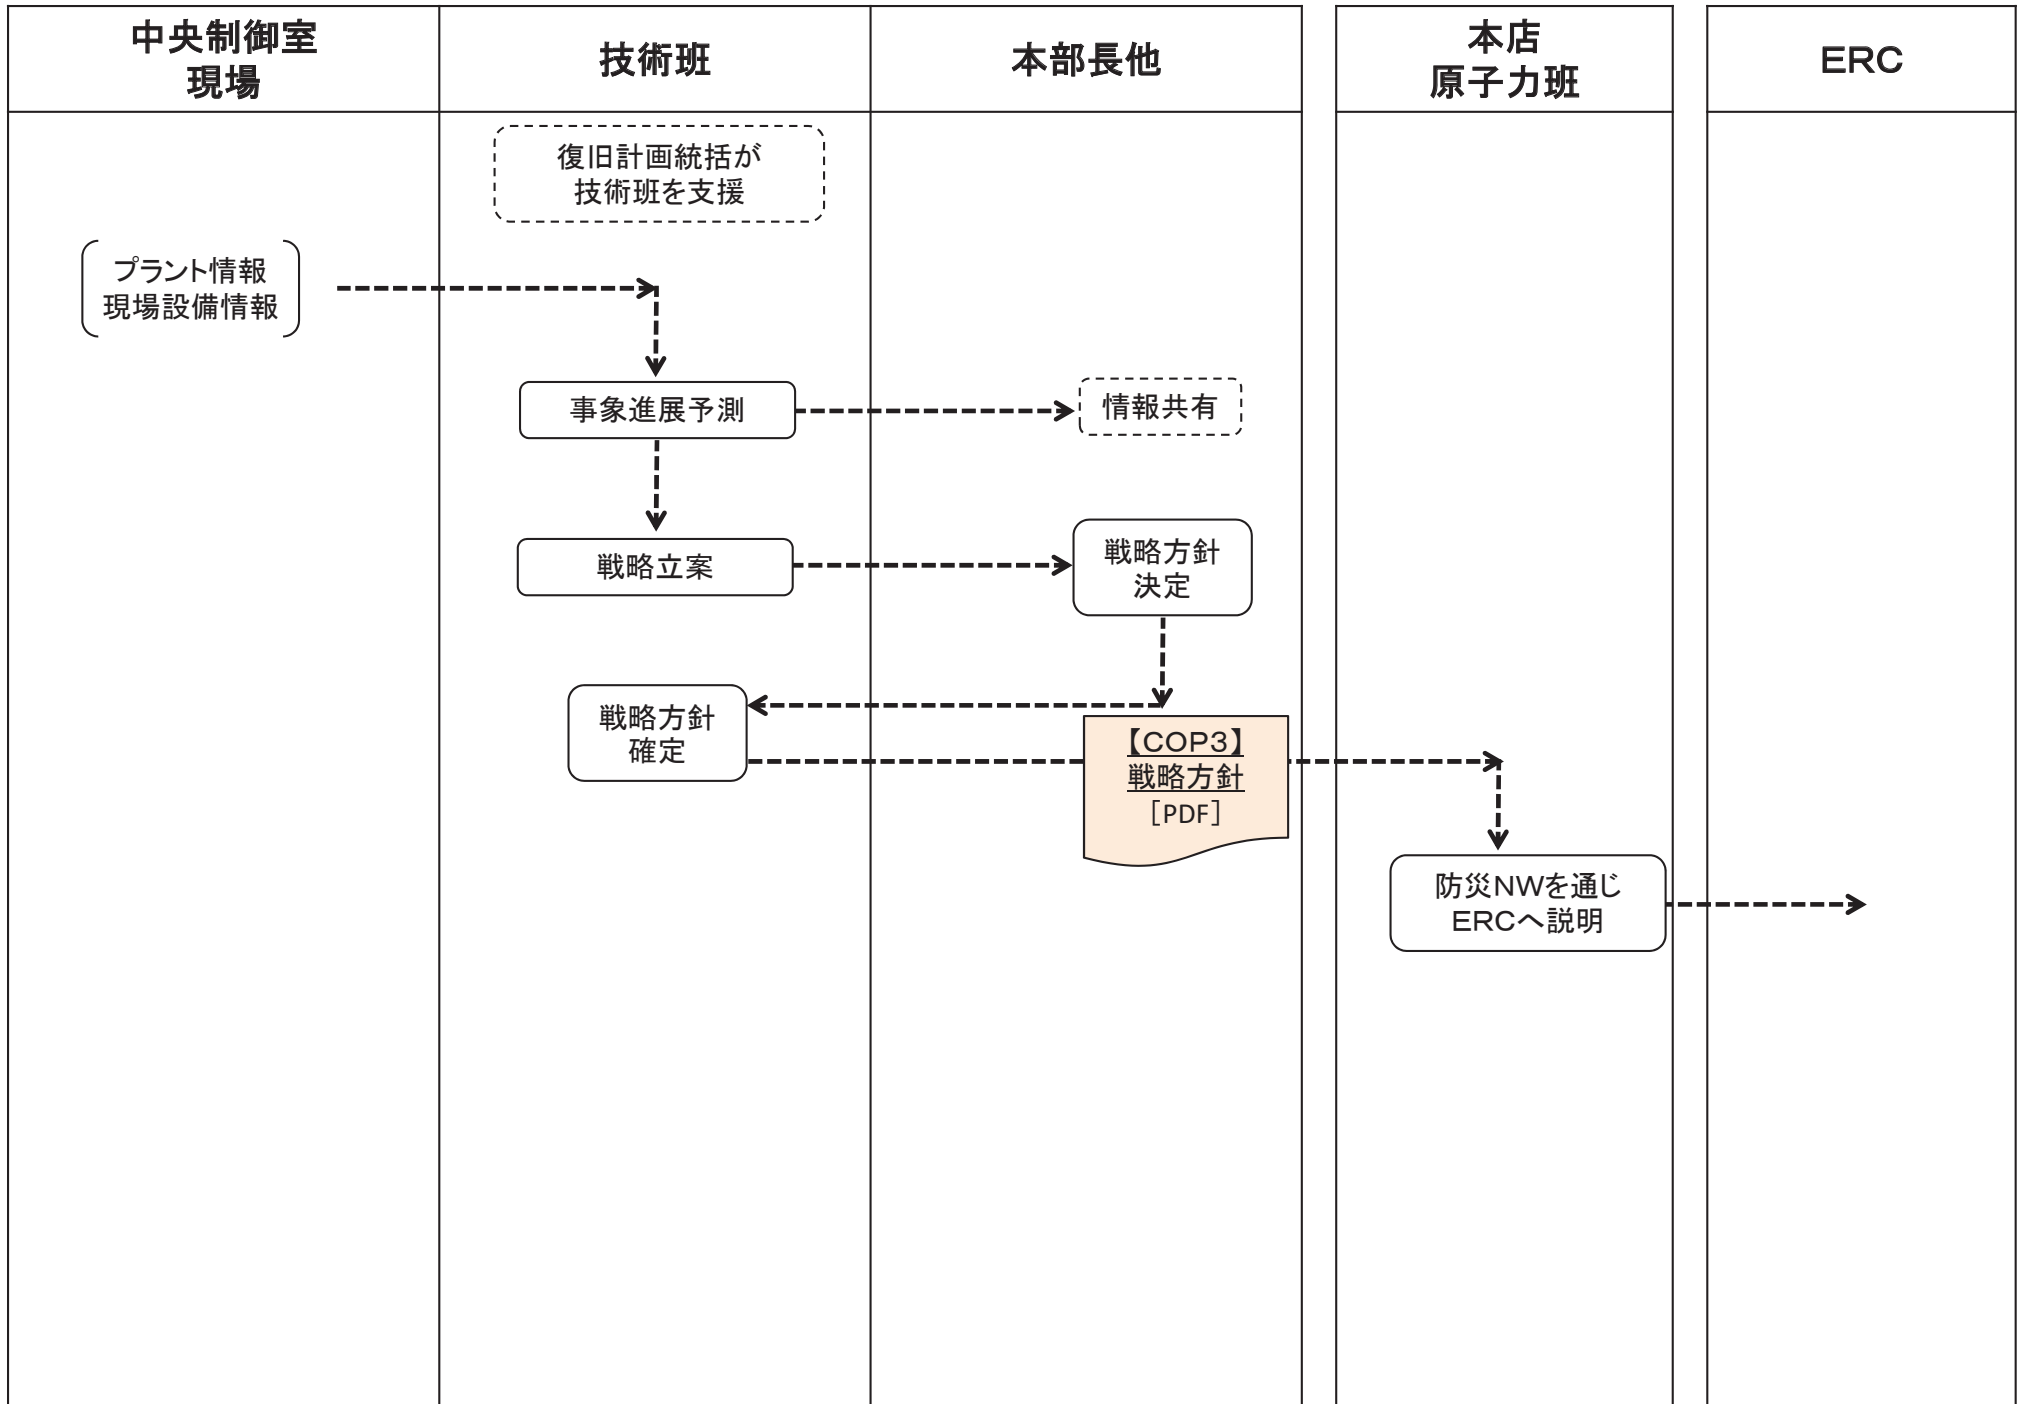 中央制御室
現場
技術班
本部長他
本店
原子力班
ERC
復旧計画統括が
技術班を支援
プラント情報
現場設備情報
事象進展予測
情報共有
戦略立案
戦略方針
決定
戦略方針
確定
【COP3】
戦略方針
[PDF]
防災NWを通じ
ERCへ説明